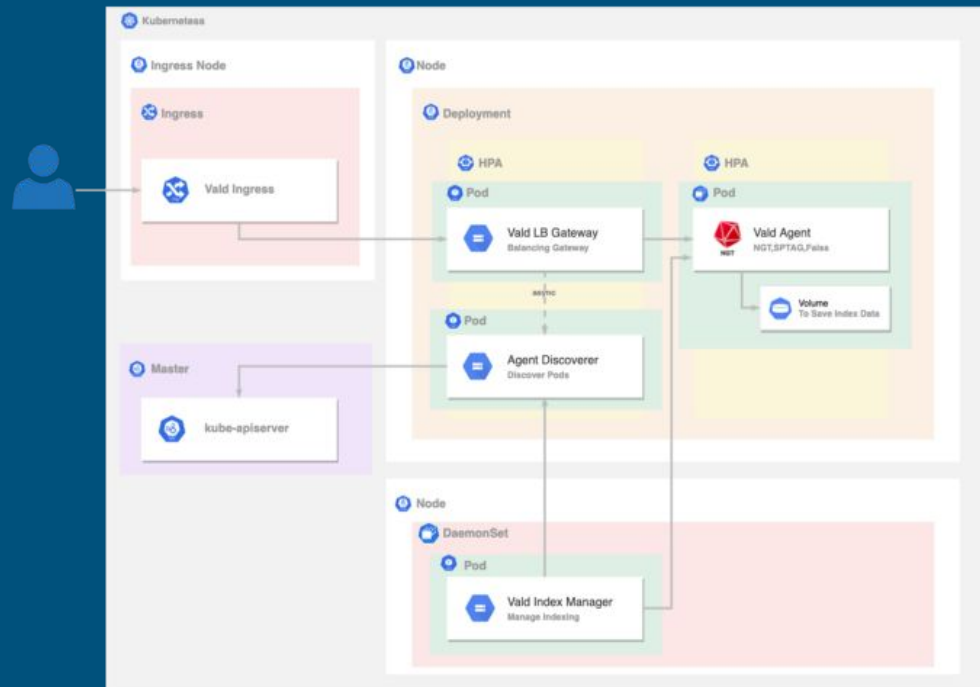 Kubernetess
Ingress Node
Ingress
Vald Ingress
Node
Deployment
HPA
Pod
Vald LB Gateway
Balancing Gateway
async
Pod
Agent Discoverer
Discover Pods
HPA
Pod
NGT
Vald Agent
NGT,SPTAG,Faiss
Volume
To Save Index Data
Master
kube-apiserver
Node
DaemonSet
Pod
Vald Index Manager
Manage Indexing